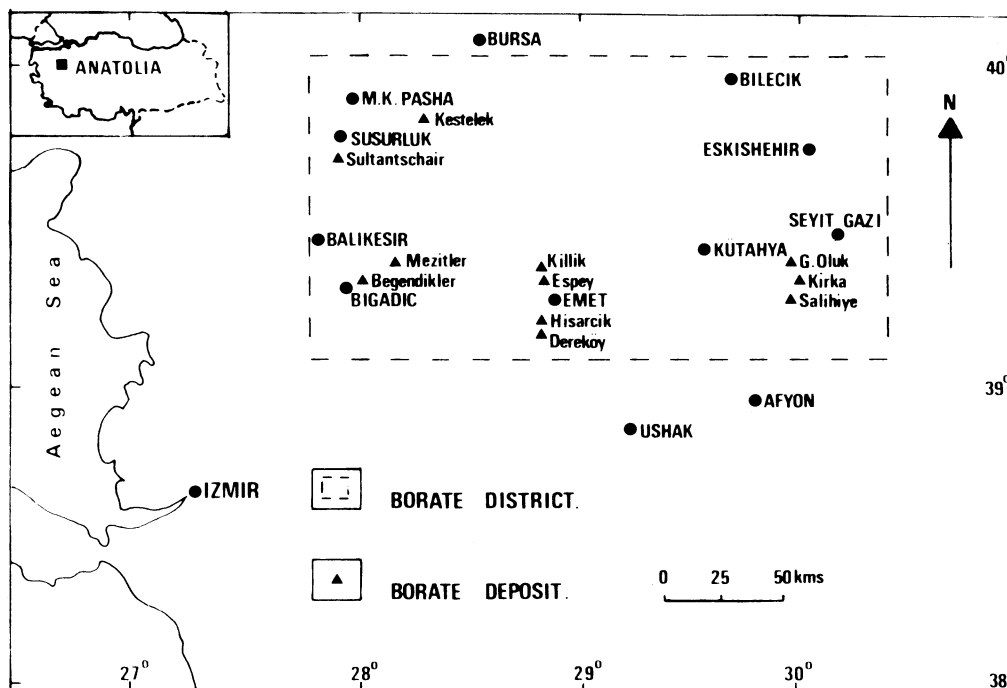 ANATOLIA
BURSA
40°
BILECIK
M.K. PASHA
Kestelek
N
SUSURLUK
Sultantschair
ESKISHEHIR
SEYIT GAZI
BALIKESIR
KÜTAHYA
Mezitler
Killik
G.Oluk
Begendikler
Espey
Kirka
BIGADIC
EMET
Salihiye
Hisarcik
Dereköy
Aegean Sea
39°
AFYON
USHAK
IZMIR
BORATE DISTRICT.
BORATE DEPOSIT.
0 25 50 kms
27° 28° 29° 30° 38